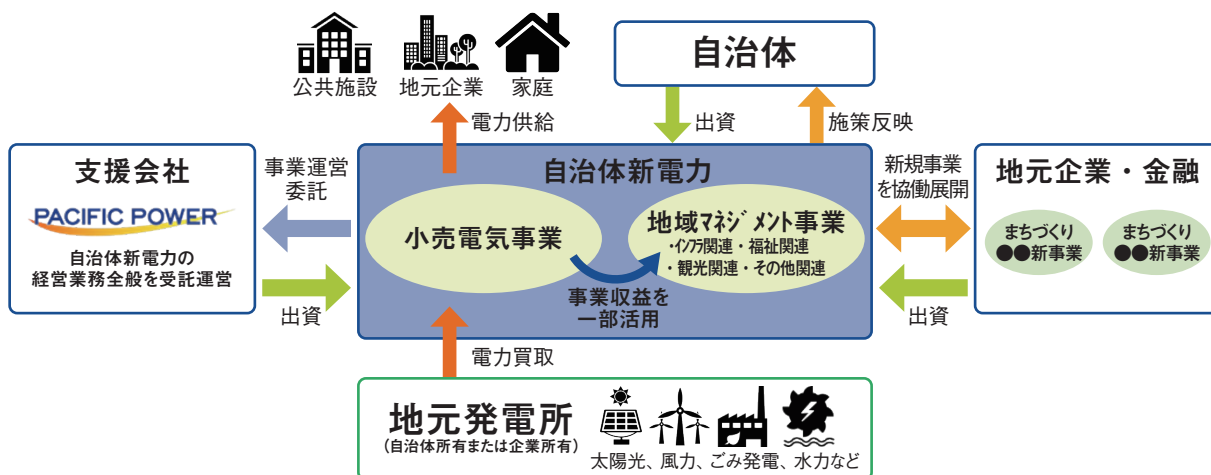 公共施設
地元企業
家庭
自治体
電力供給
出資
施策反映
支援会社
PACIFIC POWER
自治体新電力の
経営業務全般を受託運営
事業運営
委託
出資
自治体新電力
小売電気事業
地域マネジメント事業
・インフラ関連・福祉関連
・観光関連・その他関連
事業収益を
一部活用
新規事業
を協働展開
出資
地元企業・金融
まちづくり
●●新事業
まちづくり
●●新事業
電力買取
地元発電所
(自治体所有または企業所有)
太陽光、風力、ごみ発電、水力など